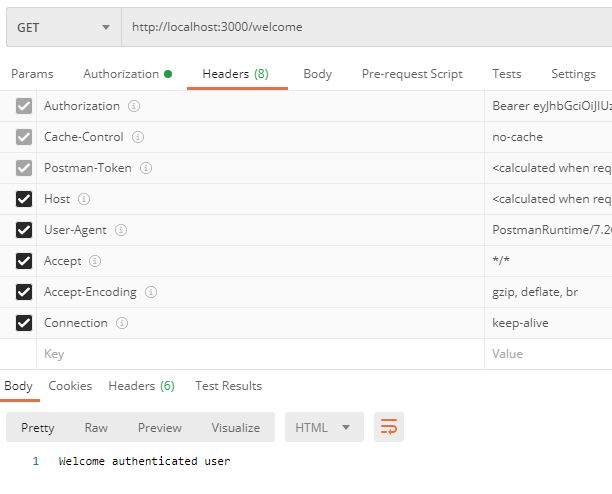 GET http://localhost:3000/welcome
Params Authorization Headers (8) Body Pre-request Script Tests Settings
Authorization Bearer eyJhbGciOiJIUz
Cache-Control no-cache
Postman-Token <calculated when req
Host <calculated when req
User-Agent PostmanRuntime/7.2
Accept */*
Accept-Encoding gzip, deflate, br
Connection keep-alive
Key Value
Body Cookies Headers (6) Test Results
Pretty Raw Preview Visualize HTML
1 Welcome authenticated user